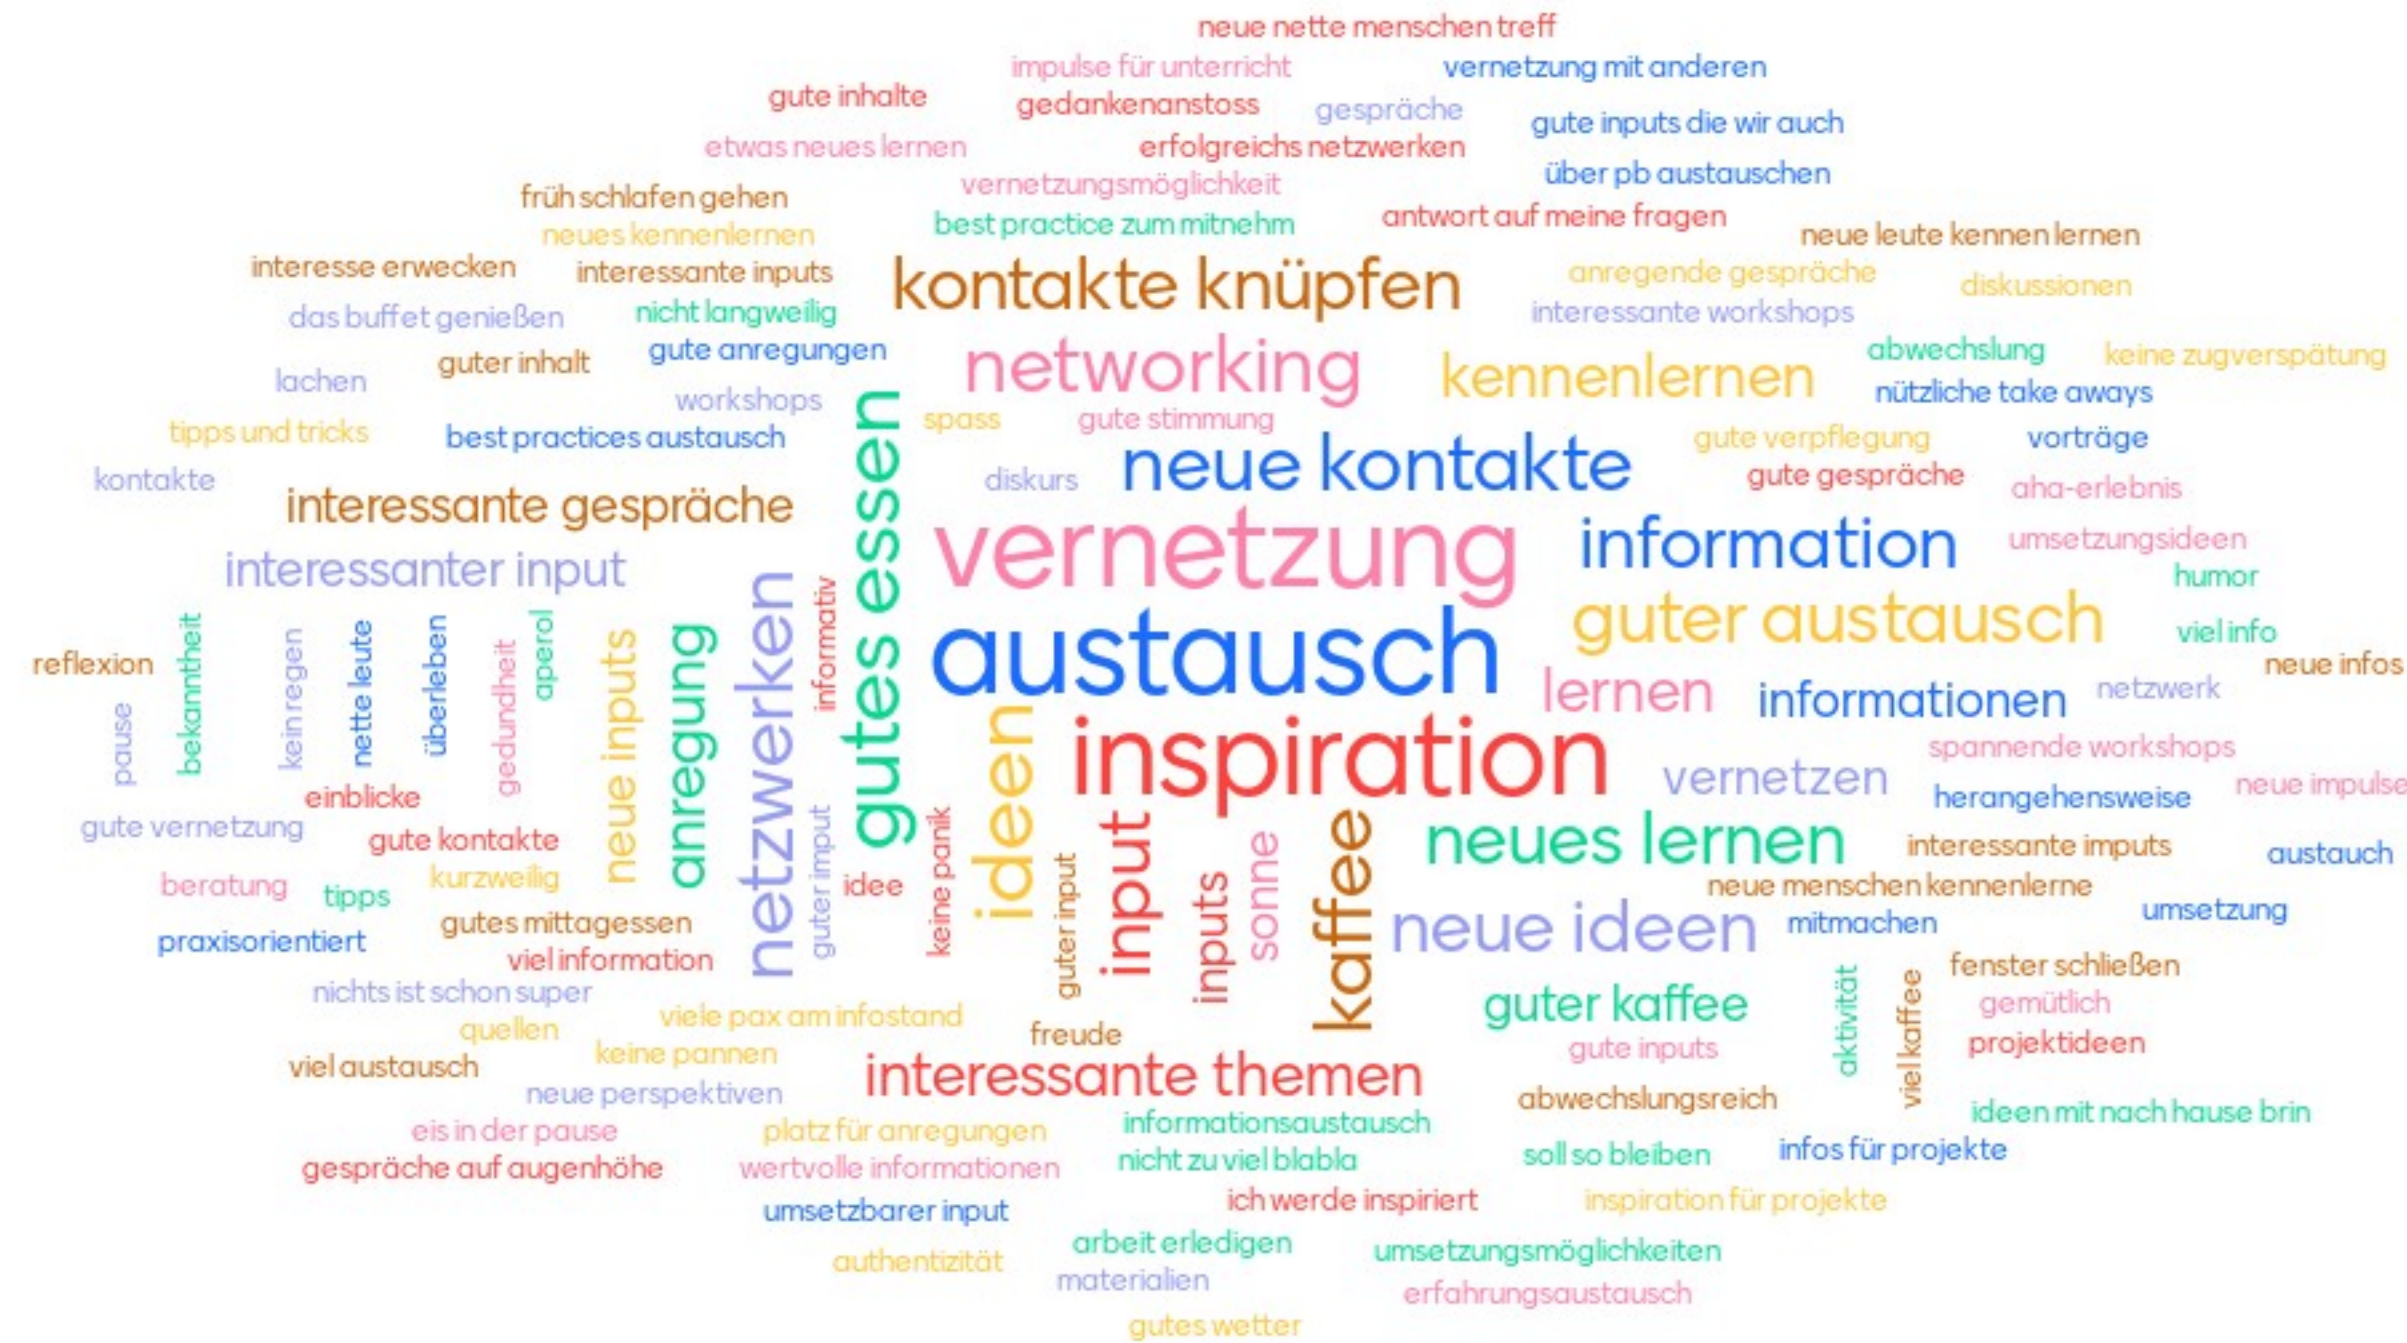 neue nette menschen treff
impulse für unterricht
vernetzung mit anderen
gute inhalte
gedankenanstoss
gespräche
gute inputs die wir auch
etwas neues lernen
erfolgreichs netzwerken
über pb austauschen
früh schlafen gehen
vernetzungsmöglichkeit
best practice zum mitnehm
antwort auf meine fragen
neues kennenlernen
neue leute kennen lernen
interesse erwecken
interessante inputs
kontakte knüpfen
anregende gespräche
diskussionen
das buffet genießen
nicht langweilig
interessante workshops
guter inhalt
gute anregungen
networking
kennenlernen
abwechslung
keine zugverspätung
lachen
workshops
nützliche take aways
tipps und tricks
best practices austausch
spass
gute stimmung
gute verpflegung
vorträge
kontakte
diskurs
neue kontakte
gute gespräche
aha-erlebnis
interessante gespräche
gutes essen
vernetzung
information
umsetzungsideen
interessanter input
humor
guter austausch
viel info
reflexion
bekanntheit
kein regen
nette leute
überleben
gedundheit
aperol
neue inputs
anregung
netzwerken
informativ
austausch
neue infos
lernen
informationen
netzwerk
pause
ideen
inspiration
spannende workshops
vernetzen
neue impulse
einblicke
herangehensweise
gute vernetzung
gute kontakte
guter imput
keine panik
neues lernen
interessante imputs
austauch
beratung
tipps
kurzweilig
idee
guter input
input
inputs
sonne
kaffee
neue menschen kennenlerne
praxisorientiert
gutes mittagessen
neue ideen
mitmachen
umsetzung
viel information
fenster schließen
nichts ist schon super
guter kaffee
aktivität
viel kaffee
gemütlich
quellen
viele pax am infostand
freude
gute inputs
projektideen
viel austausch
keine pannen
interessante themen
neue perspektiven
abwechslungsreich
ideen mit nach hause brin
eis in der pause
platz für anregungen
informationsaustausch
gespräche auf augenhöhe
wertvolle informationen
nicht zu viel blabla
soll so bleiben
infos für projekte
umsetzbarer input
ich werde inspiriert
inspiration für projekte
authentizität
arbeit erledigen
umsetzungsmöglichkeiten
materialien
erfahrungsaustausch
gutes wetter